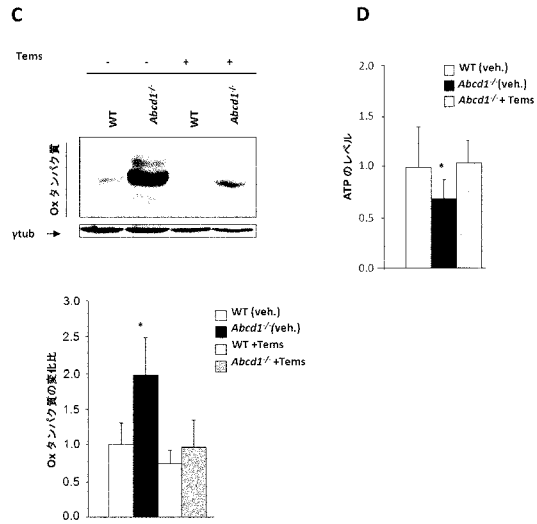 C
Tems - - + +
WT Abcd1-/- WT Abcd1-/-
Ox タンパク質
γtub →
WT (veh.)
Abcd1-/-(veh.)
WT +Tems
Abcd1-/- +Tems
Ox タンパク質の変化比
3.0
2.5
*
2.0
1.5
1.0
0.5
0.0
D
WT (veh.)
Abcd1-/-(veh.)
Abcd1-/- + Tems
ATP のレベル
2.0
1.5
1.0
*
0.5
0.0